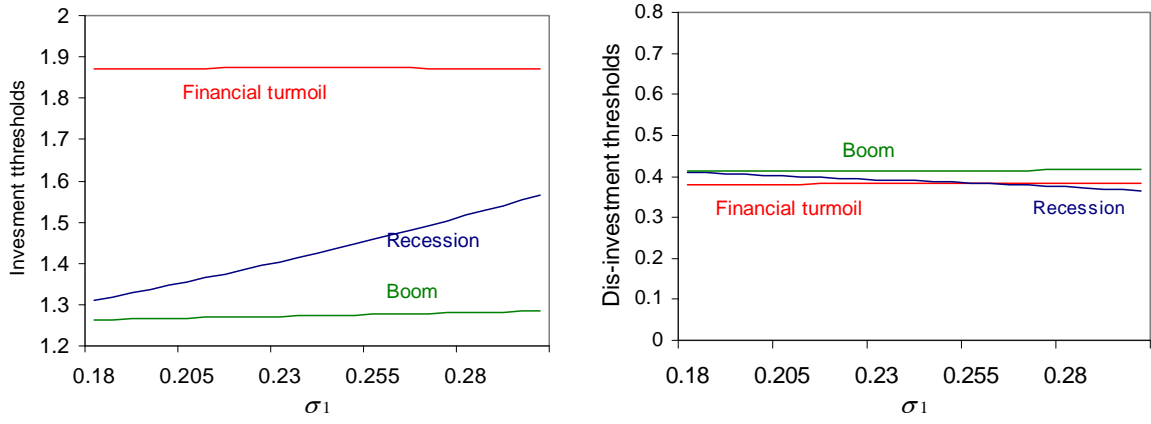 Invesment tthresholds
2
1.9
1.8
1.7
1.6
1.5
1.4
1.3
1.2
Financial turmoil
Recession
Boom
0.18 0.205 0.23 0.255 0.28
σ1
Dis-investment thresholds
0.8
0.7
0.6
0.5
0.4
0.3
0.2
0.1
0
Boom
Financial turmoil
Recession
0.18 0.205 0.23 0.255 0.28
σ1